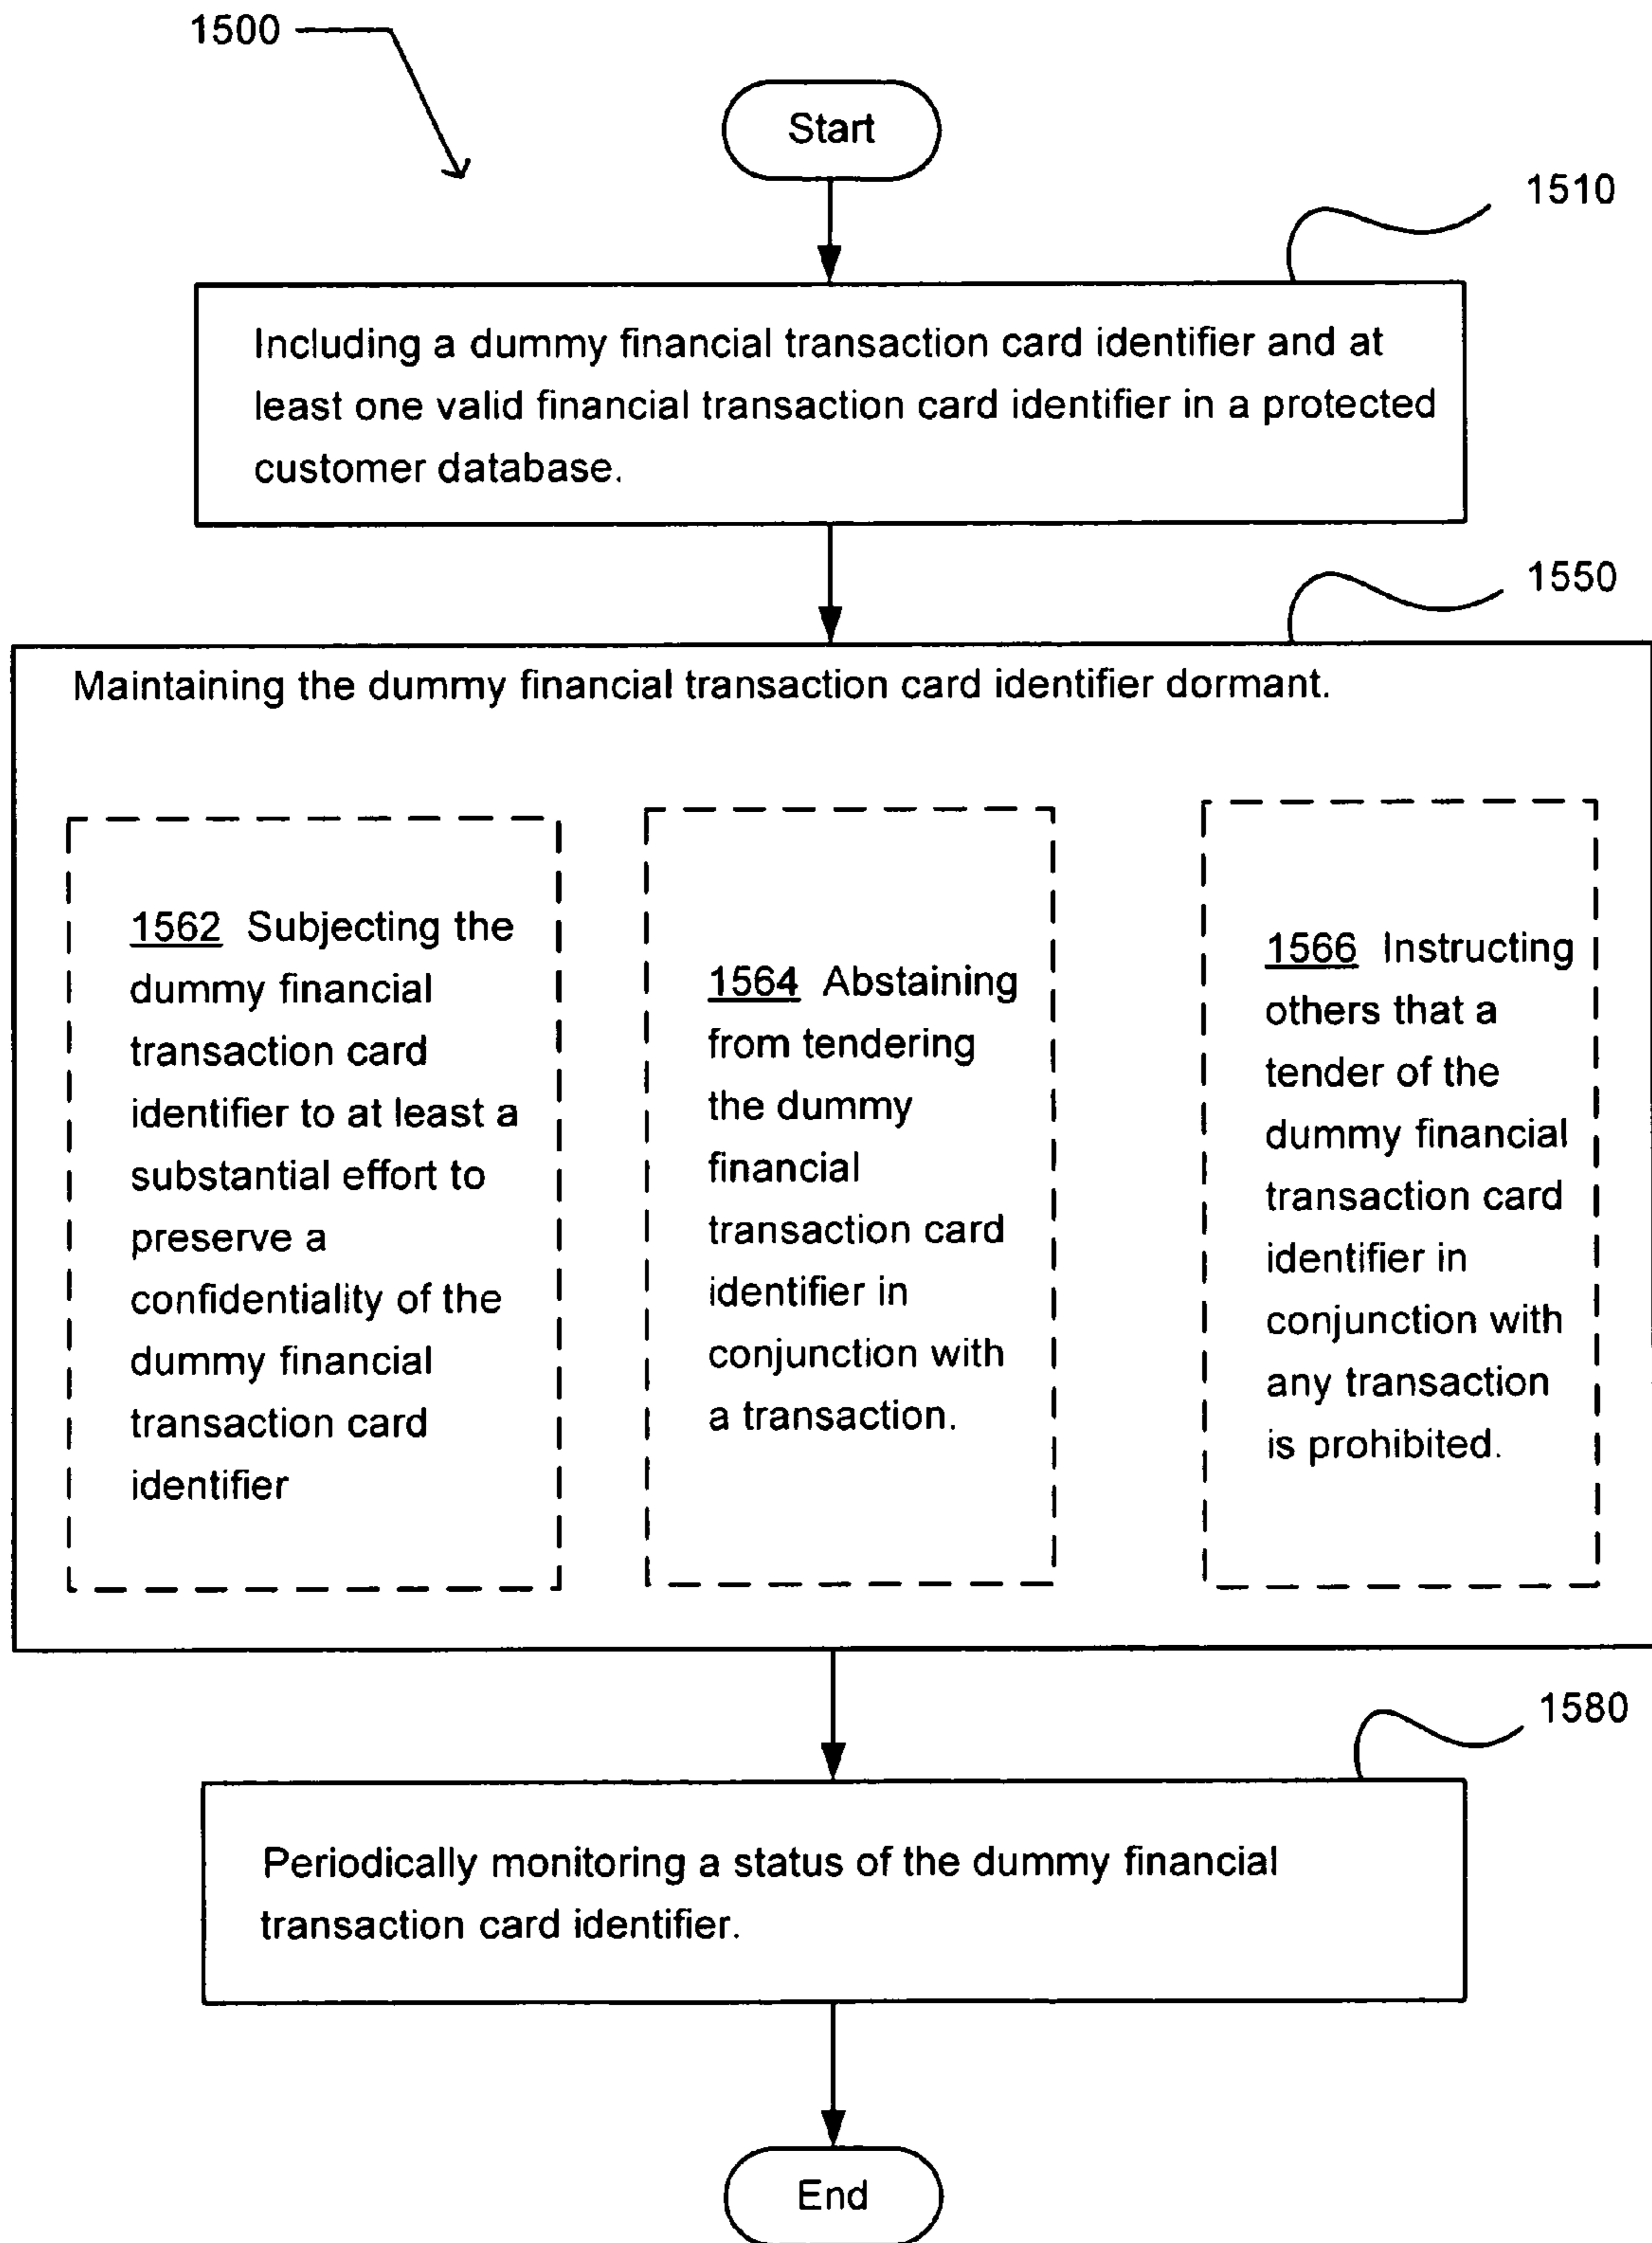 1500
Start
1510
Including a dummy financial transaction card identifier and at
least one valid financial transaction card identifier in a protected
customer database.
1550
Maintaining the dummy financial transaction card identifier dormant.
1562 Subjecting the
dummy financial
transaction card
identifier to at least a
substantial effort to
preserve a
confidentiality of the
dummy financial
transaction card
identifier
1564 Abstaining
from tendering
the dummy
financial
transaction card
identifier in
conjunction with
a transaction.
1566 Instructing
others that a
tender of the
dummy financial
transaction card
identifier in
conjunction with
any transaction
is prohibited.
1580
Periodically monitoring a status of the dummy financial
transaction card identifier.
End